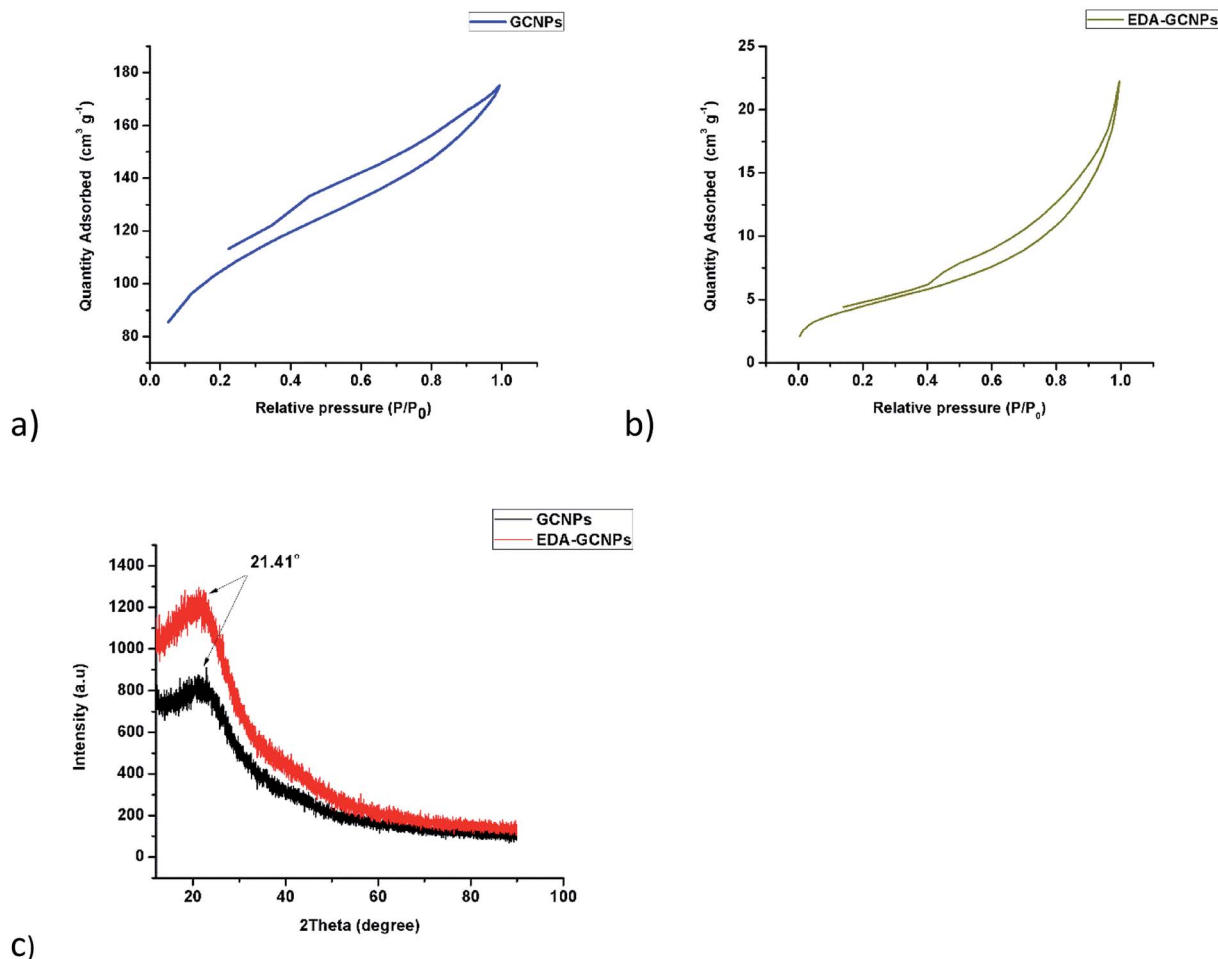 GCNPs
180
160
140
120
100
80
Quantity Adsorbed (cm³ g⁻¹)
0.0 0.2 0.4 0.6 0.8 1.0
Relative pressure (P/P₀)
a)
EDA-GCNPs
25
20
15
10
5
0
Quantity Adsorbed (cm³ g⁻¹)
0.0 0.2 0.4 0.6 0.8 1.0
Relative pressure (P/P₀)
b)
GCNPs
EDA-GCNPs
21.41°
1400
1200
1000
800
600
400
200
0
Intensity (a.u)
20 40 60 80 100
2Theta (degree)
c)